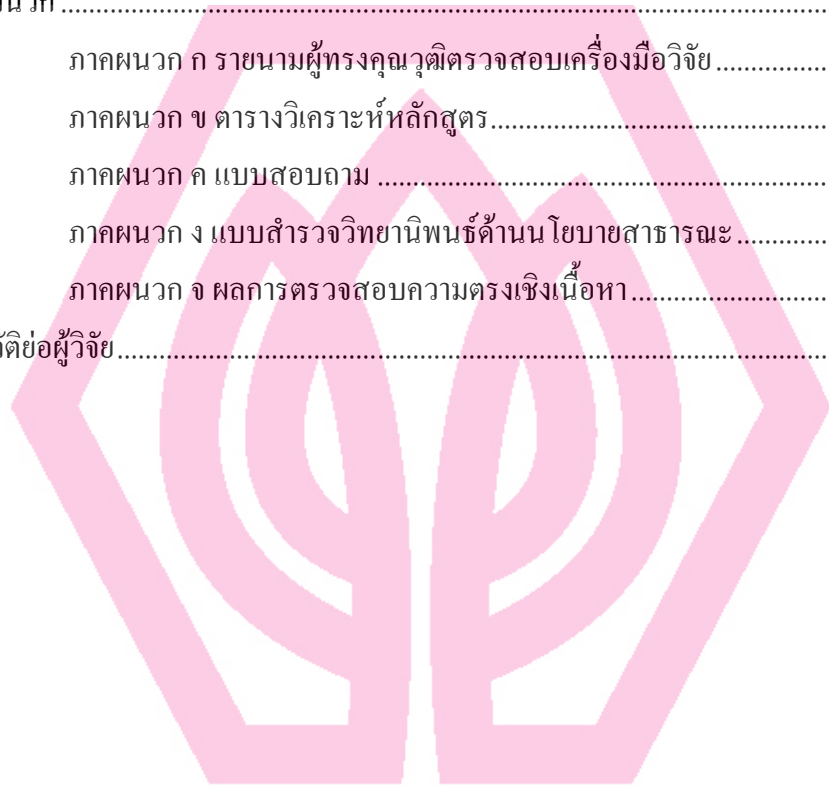 ภาคผนวก ก รายนามผู้ทรงคุณวุฒิตรวจสอบเครื่องมือวิจัย
ภาคผนวก ข ตารางวิเคราะห์หลักสูตร
ภาคผนวก ค แบบสอบถาม
ภาคผนวก ง แบบสำรวจวิทยานิพนธ์ด้านนโยบายสาธารณะ
ภาคผนวก จ ผลการตรวจสอบความตรงเชิงเนื้อหา
วัติย่อผู้วิจัย